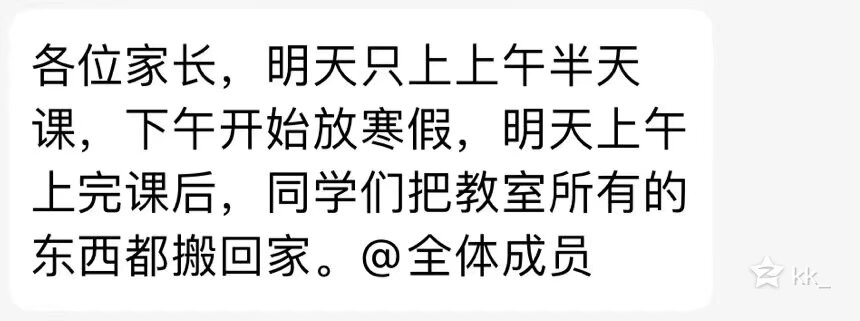 各位家长，明天只上上午半天
课，下午开始放寒假，明天上午
上完课后，同学们把教室所有的
东西都搬回家。@全体成员
kk_